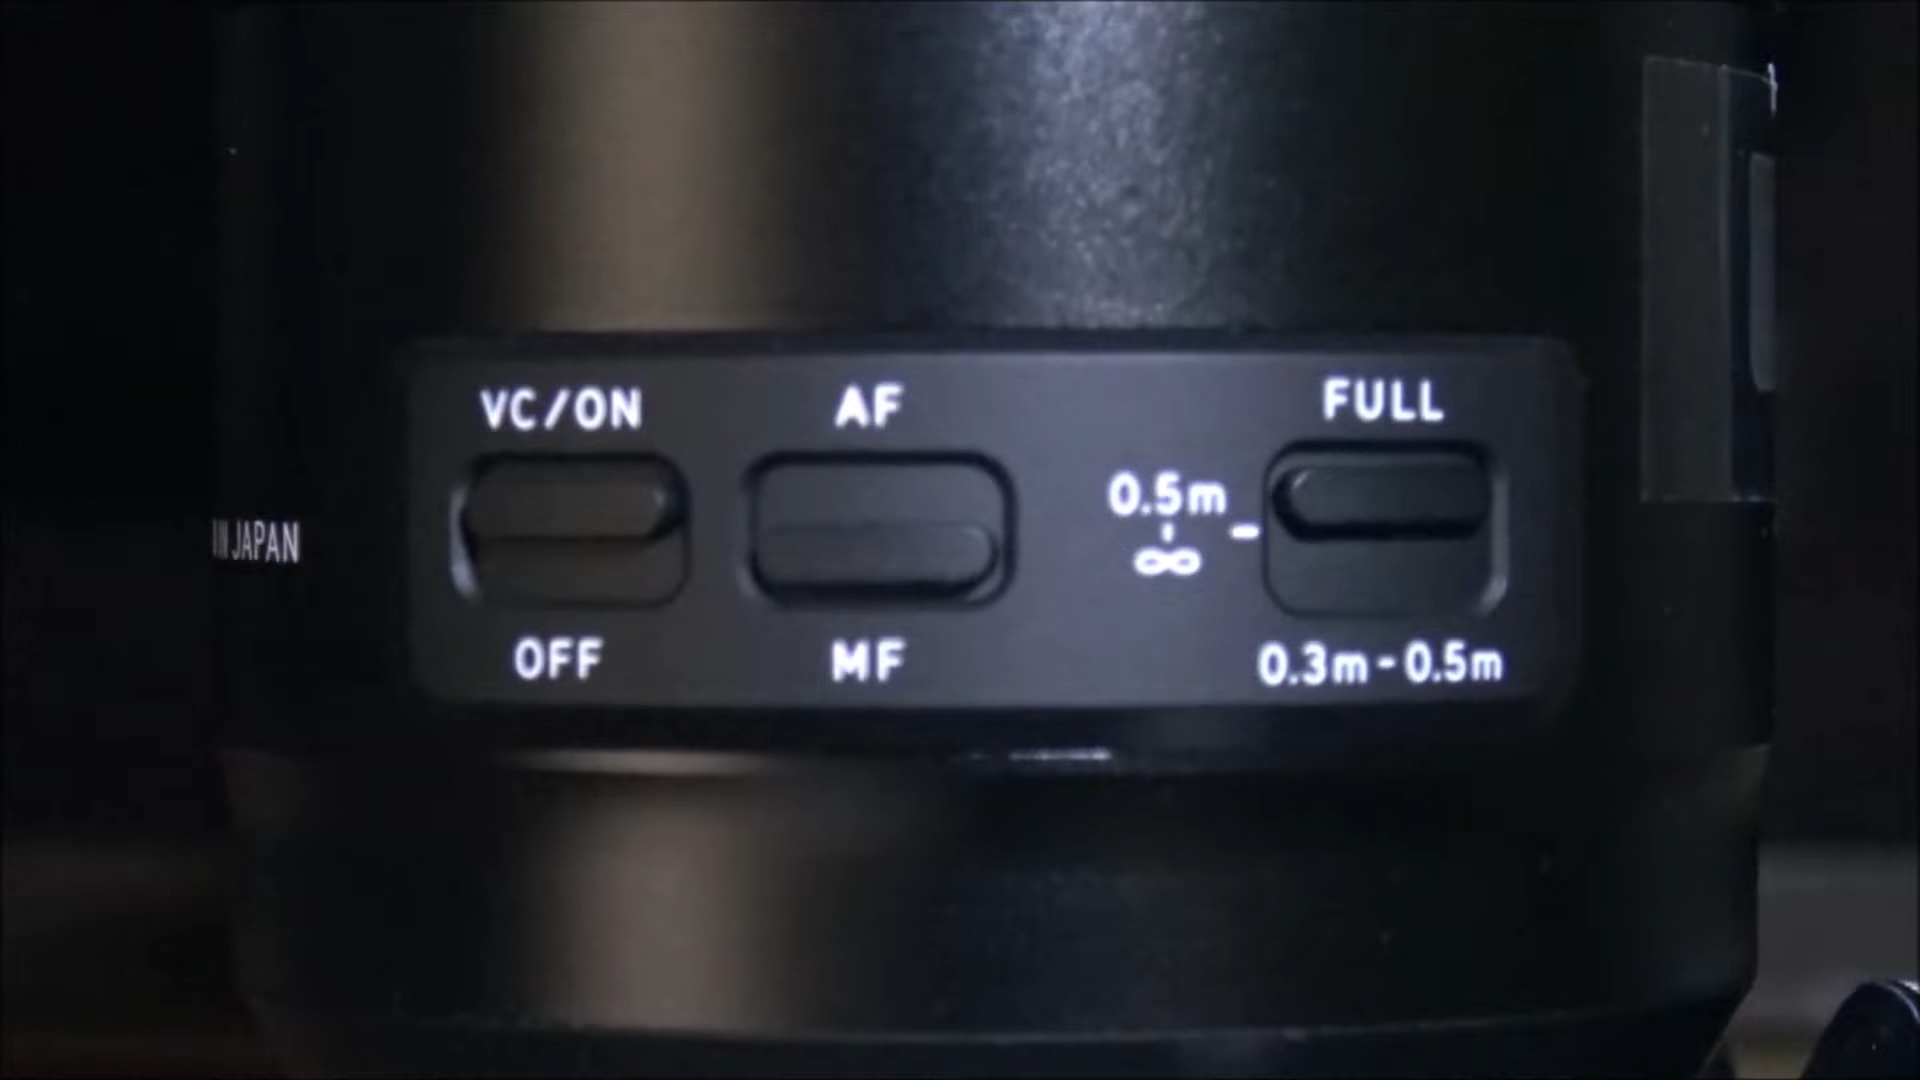 VC/ON
AF
FULL
0.5m
∞
IN JAPAN
OFF
MF
0.3m-0.5m